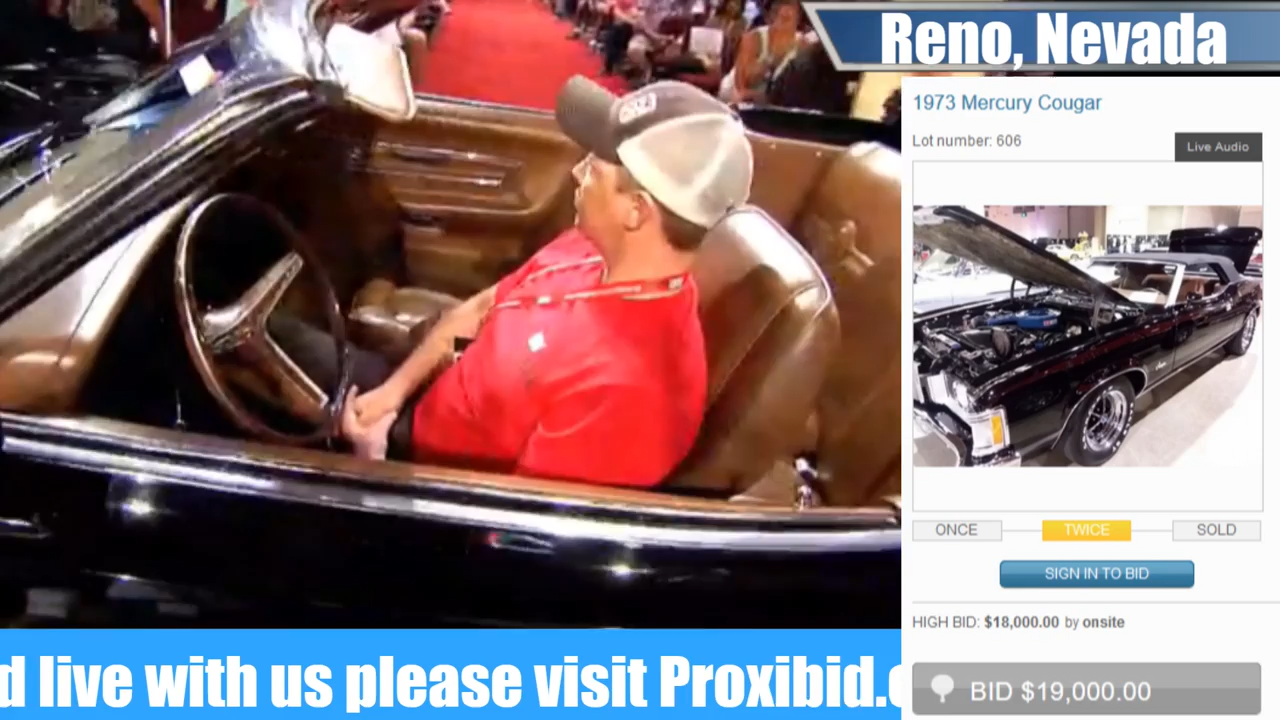 Reno, Nevada
1973 Mercury Cougar
Lot number: 606
Live Audio
ONCE
TWICE
SOLD
SIGN IN TO BID
HIGH BID: $18,000.00 by onsite
BID $19,000.00
d live with us please visit Proxibid.